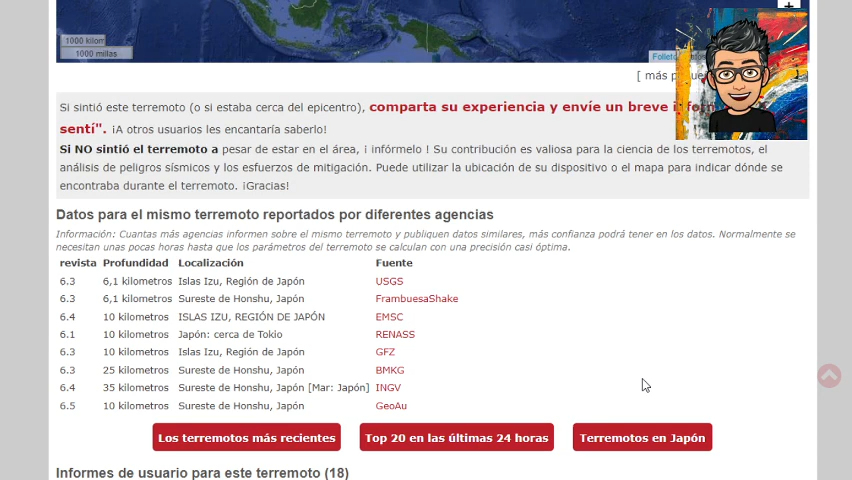 1000 kilom
1000 millas
[ más
Si sintió este terremoto (o si estaba cerca del epicentro), comparta su experiencia y envíe un breve
sentí". ¡A otros usuarios les encantaría saberlo!
Si NO sintió el terremoto a pesar de estar en el área, ¡ infórmelo ! Su contribución es valiosa para la ciencia de los terremotos, el
análisis de peligros sísmicos y los esfuerzos de mitigación. Puede utilizar la ubicación de su dispositivo o el mapa para indicar dónde se
encontraba durante el terremoto. ¡Gracias!
Datos para el mismo terremoto reportados por diferentes agencias
Información: Cuantas más agencias informen sobre el mismo terremoto y publiquen datos similares, más confianza podrá tener en los datos. Normalmente se
necesitan unas pocas horas hasta que los parámetros del terremoto se calculan con una precisión casi óptima.
revista Profundidad Localización Fuente
6.3 6,1 kilometros Islas Izu, Región de Japón USGS
6.3 6,1 kilometros Sureste de Honshu, Japón FrambuesaShake
6.4 10 kilometros ISLAS IZU, REGIÓN DE JAPÓN EMSC
6.1 10 kilometros Japón: cerca de Tokio RENASS
6.3 10 kilometros Islas Izu, Región de Japón GFZ
6.3 25 kilometros Sureste de Honshu, Japón BMKG
6.4 35 kilometros Sureste de Honshu, Japón [Mar: Japón] INGV
6.5 10 kilometros Sureste de Honshu, Japón GeoAu
Los terremotos más recientes Top 20 en las últimas 24 horas Terremotos en Japón
Informes de usuario para este terremoto (18)